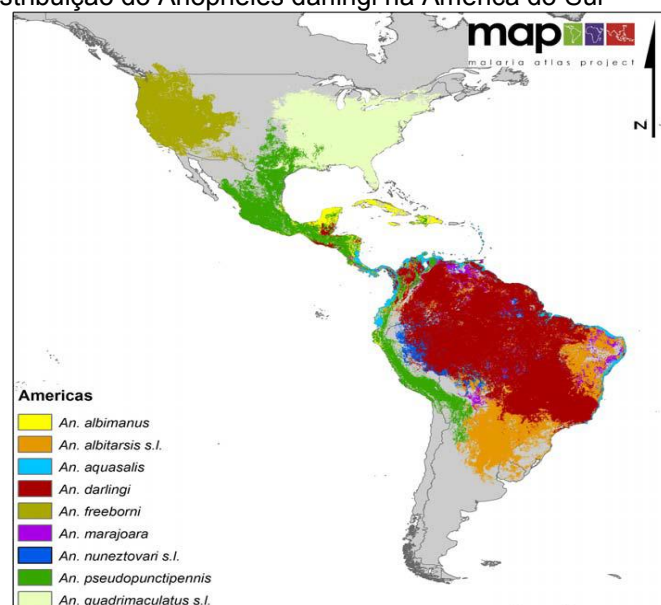 stribuição do Anopheles darlingi na América do Sul
map
malaria atlas project
N
Americas
An. albimanus
An. albitarsis s.l.
An. aquasalis
An. darlingi
An. freeborni
An. marajoara
An. nuneztovari s.l.
An. pseudopunctipennis
An. quadrimaculatus s.l.